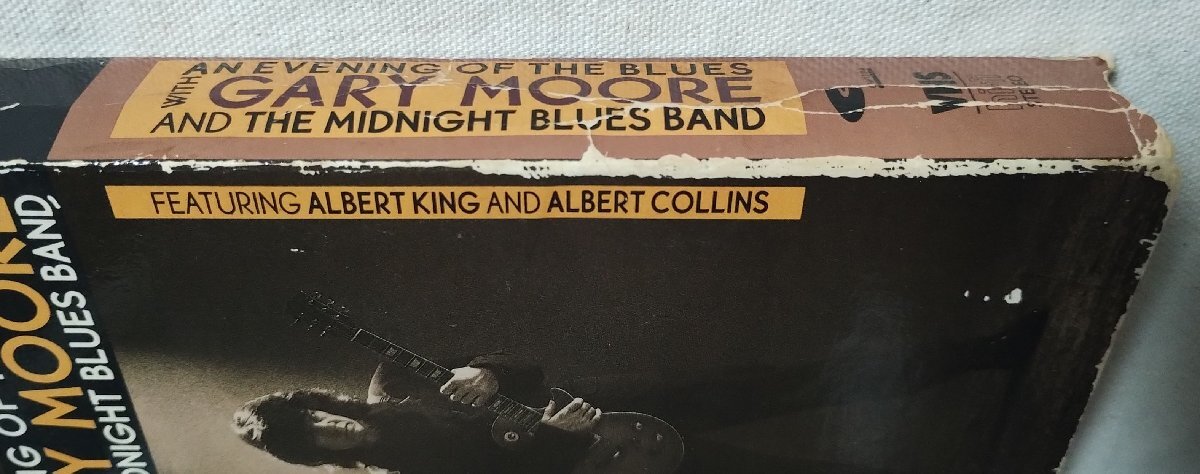 AN EVENING OF THE BLUES
WITH GARY MOORE
AND THE MIDNiGHT BLUES BAND
VHS
FEATURING ALBERT KING AND ALBERT COLLINS
MOORE
NIGHT BLUES BAND,